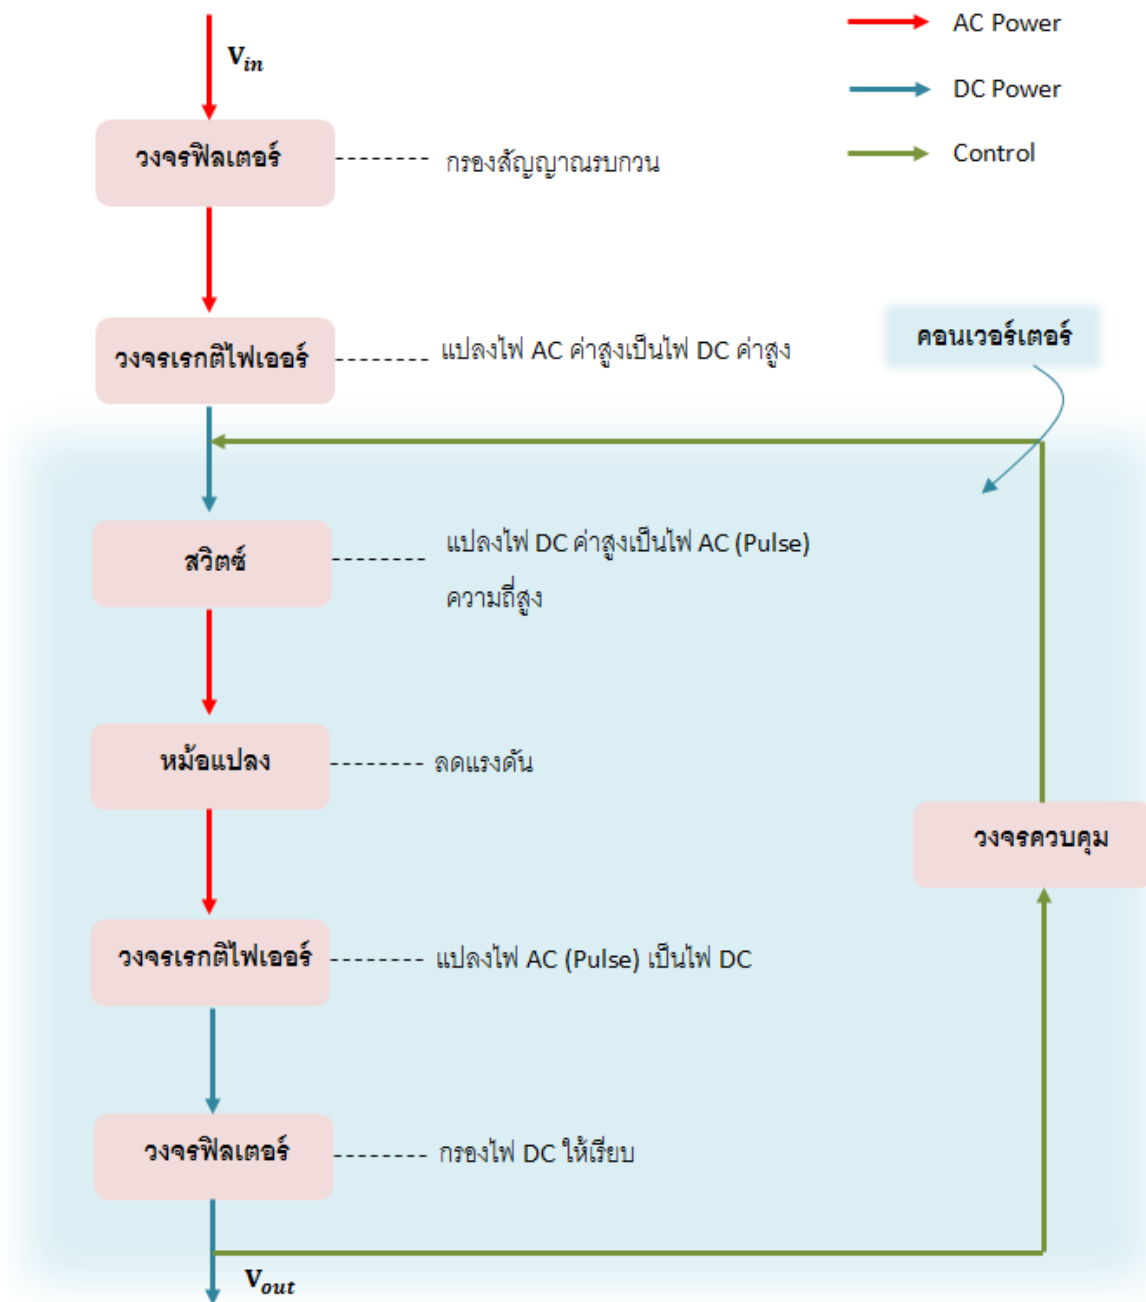 V_in
AC Power
DC Power
Control
วงจรฟิลเตอร์
กรองสัญญาณรบกวน
วงจรเรกติไฟเออร์
แปลงไฟ AC ค่าสูงเป็นไฟ DC ค่าสูง
คอนเวอร์เตอร์
สวิตซ์
แปลงไฟ DC ค่าสูงเป็นไฟ AC (Pulse)
ความถี่สูง
หม้อแปลง
ลดแรงดัน
วงจรควบคุม
วงจรเรกติไฟเออร์
แปลงไฟ AC (Pulse) เป็นไฟ DC
วงจรฟิลเตอร์
กรองไฟ DC ให้เรียบ
V_out